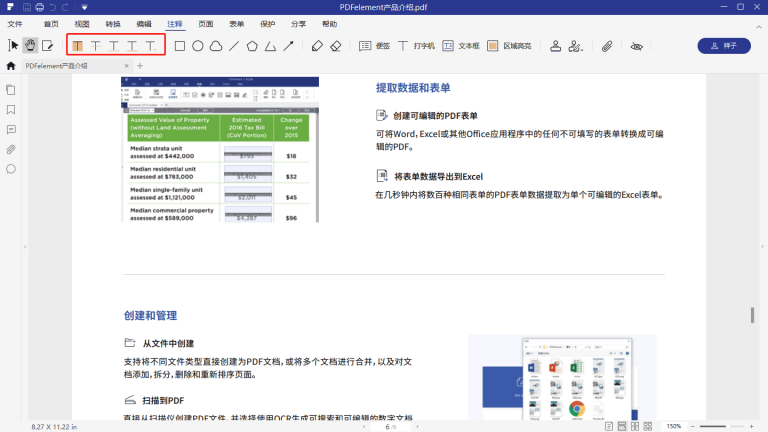 PDFelement产品介绍.pdf
文件 首页 视图 转换 编辑 注释 页面 表单 保护 分享 帮助
便签 打字机 文本框 区域高亮 样子
PDFelement产品介绍
提取数据和表单
创建可编辑的PDF表单
可将Word,Excel或其他Office应用程序中的任何不可填写的表单转换成可编
辑的PDF。
将表单数据导出到Excel
在几秒钟内将数百种相同表单的PDF表单数据提取为单个可编辑的Excel表单。
Assessed Value of Property (without Land Assessment Averaging)
Estimated 2016 Tax Bill (CoV Portion)
Change over 2015
Median strata unit assessed at $442,000 $18
Median residential unit assessed at $783,000 $32
Median single-family unit assessed at $1,121,000 $45
Median commercial property assessed at $589,000 $96
创建和管理
从文件中创建
支持将不同文件类型直接创建为PDF文档,或将多个文档进行合并,以及对文
档添加,拆分,删除和重新排序页面。
扫描到PDF
直接从扫描仪创建PDF文件,并选择使用OCR生成可搜索和可编辑的数字文档
8.27 X 11.22 in 6 /6 150%